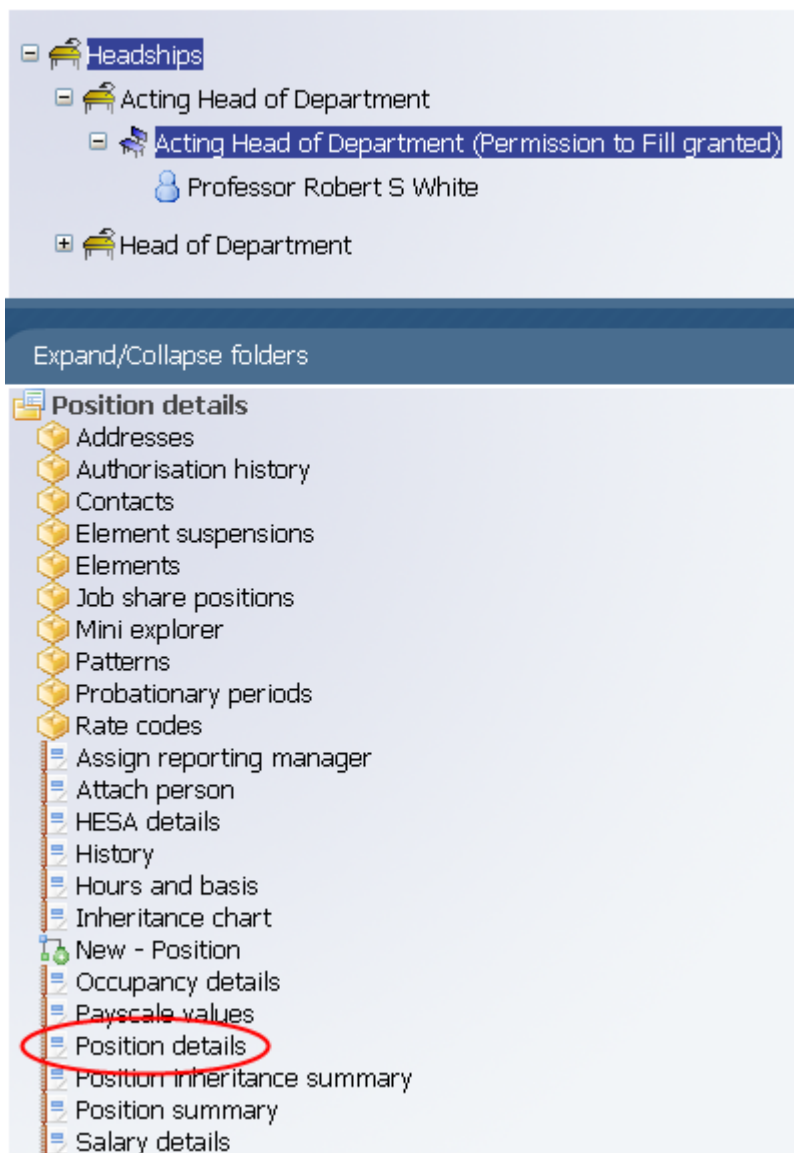 Headships
Acting Head of Department
Acting Head of Department (Permission to Fill granted)
Professor Robert S White
Head of Department
Expand/Collapse folders
Position details
Addresses
Authorisation history
Contacts
Element suspensions
Elements
Job share positions
Mini explorer
Patterns
Probationary periods
Rate codes
Assign reporting manager
Attach person
HESA details
History
Hours and basis
Inheritance chart
New - Position
Occupancy details
Payscale values
Position details
Position inheritance summary
Position summary
Salary details